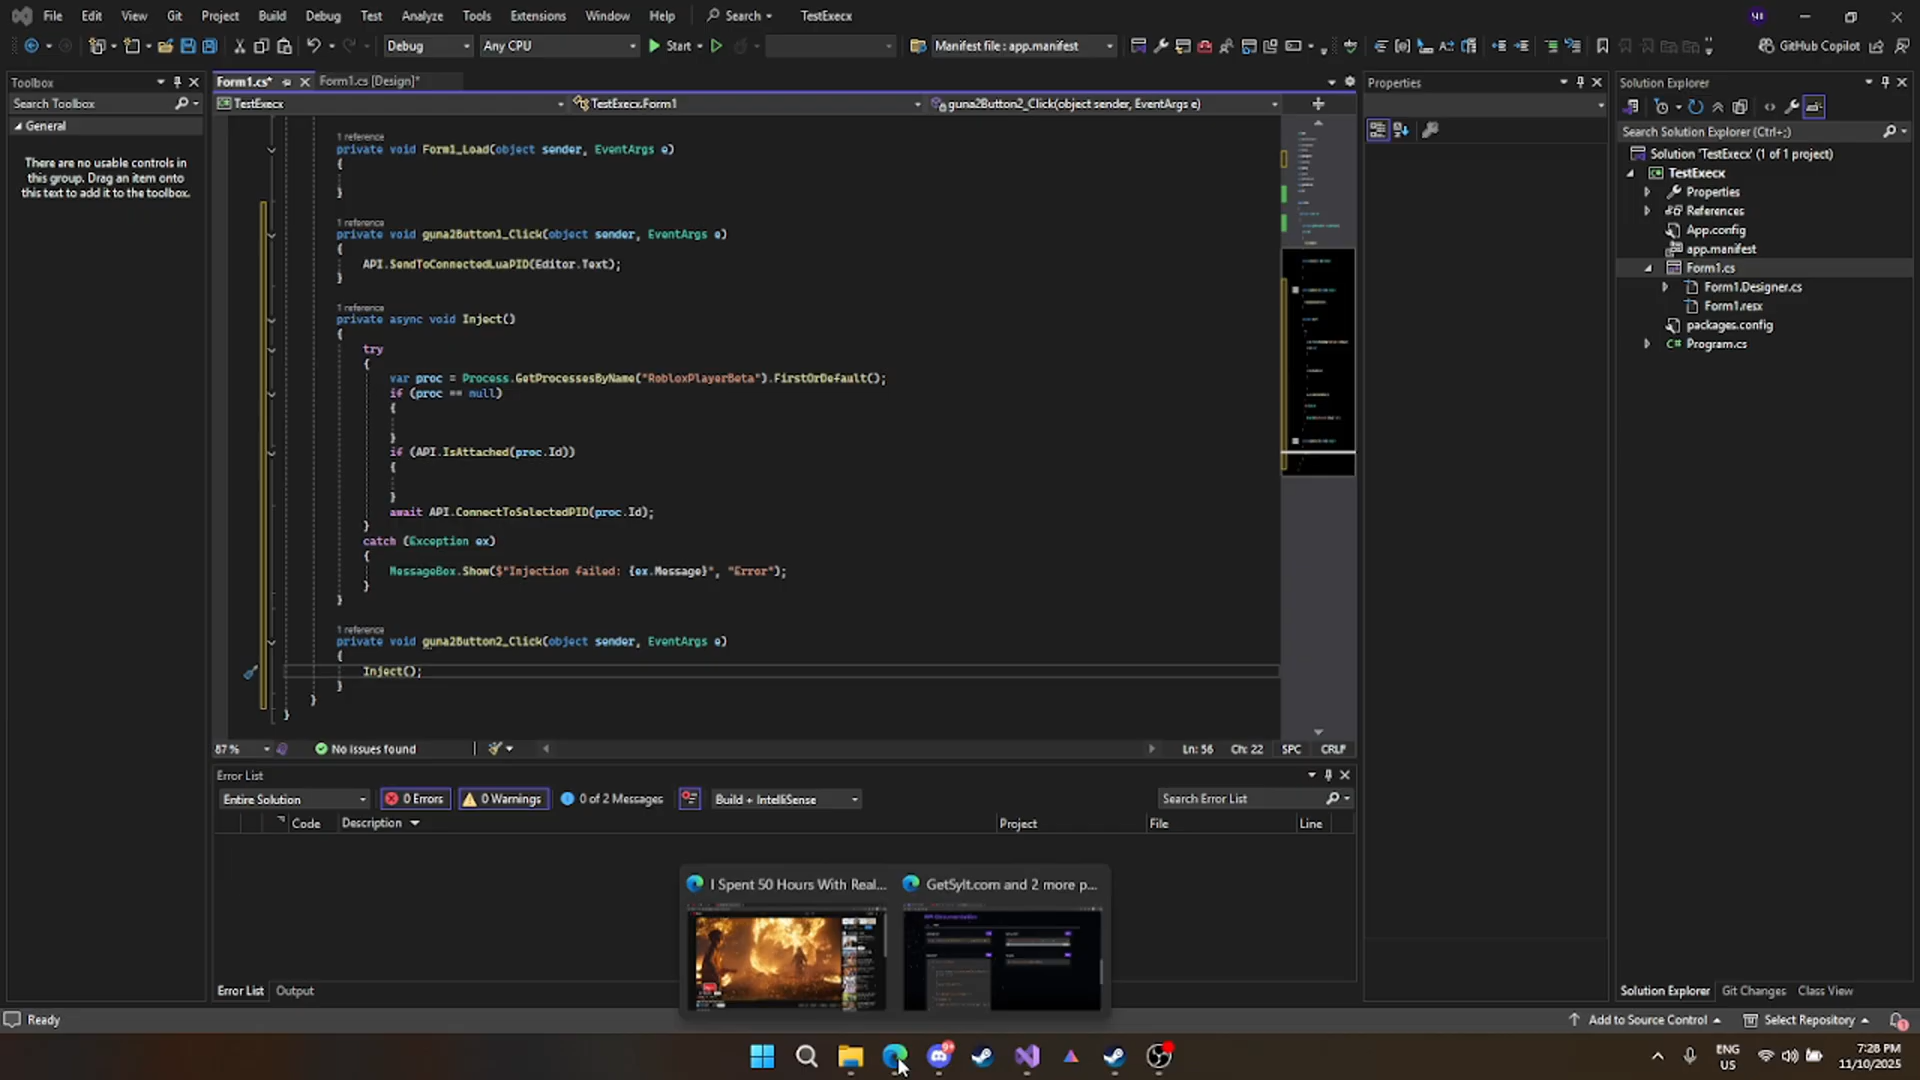 File Edit View Git Project Build Debug Test Analyze Tools Extensions Window Help Search TestExecx
Debug Any CPU Start Manifest file : app.manifest GitHub Copilot
Toolbox
Search Toolbox
General
There are no usable controls in
this group. Drag an item onto
this text to add it to the toolbox.
Form1.cs* Form1.cs [Design]*
TestExecx TestExecx.Form1 guna2Button2_Click(object sender, EventArgs e)
1 reference
private void Form1_Load(object sender, EventArgs e)
{
}
1 reference
private void guna2Button1_Click(object sender, EventArgs e)
{
API.SendToConnectedLuaPID(Editor.Text);
}
1 reference
private async void Inject()
{
try
{
var proc = Process.GetProcessesByName("RobloxPlayerBeta").FirstOrDefault();
if (proc == null)
{
}
if (API.IsAttached(proc.Id))
{
}
await API.ConnectToSelectedPID(proc.Id);
}
catch (Exception ex)
{
MessageBox.Show($"Injection failed: {ex.Message}", "Error");
}
}
1 reference
private void guna2Button2_Click(object sender, EventArgs e)
{
Inject();
}
}
}
87 % No issues found Ln: 56 Ch: 22 SPC CRLF
Error List
Entire Solution 0 Errors 0 Warnings 0 of 2 Messages Build + IntelliSense Search Error List
Code Description Project File Line
Error List Output
Properties
Solution Explorer
Search Solution Explorer (Ctrl+;)
Solution 'TestExecx' (1 of 1 project)
TestExecx
Properties
References
App.config
app.manifest
Form1.cs
Form1.Designer.cs
Form1.resx
packages.config
C# Program.cs
Solution Explorer Git Changes Class View
I Spent 50 Hours With Real... GetSylt.com and 2 more p...
API Documentation
Ready Add to Source Control Select Repository
ENG
US
7:28 PM
11/10/2025